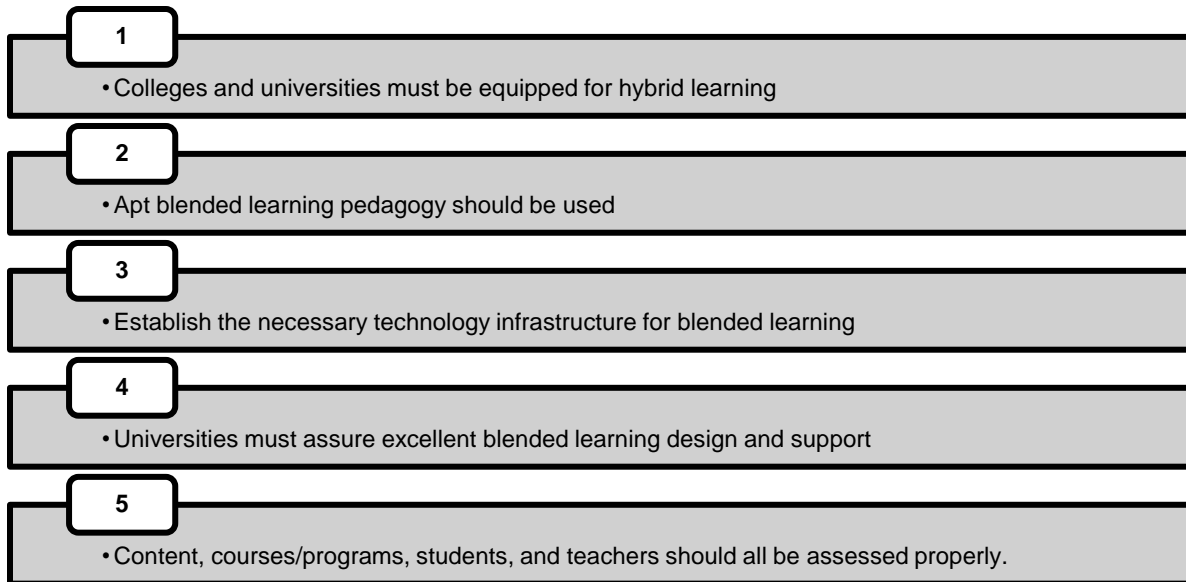 1
• Colleges and universities must be equipped for hybrid learning
2
• Apt blended learning pedagogy should be used
3
• Establish the necessary technology infrastructure for blended learning
4
• Universities must assure excellent blended learning design and support
5
• Content, courses/programs, students, and teachers should all be assessed properly.